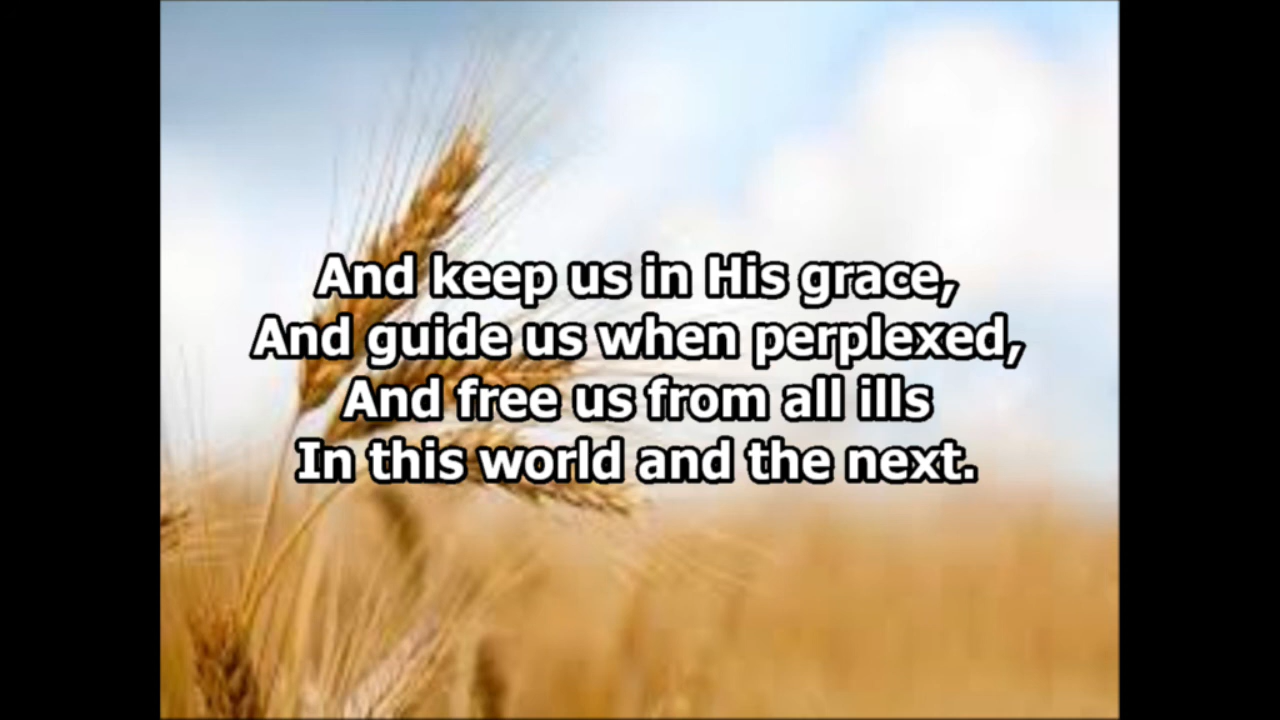 And keep us in His grace,
And guide us when perplexed,
And free us from all ills
In this world and the next.